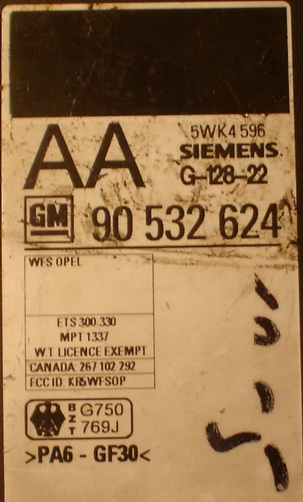 AA
5WK4 596
SIEMENS
G-128-22
GM 90 532 624
WFS OPEL
ETS 300 330
MPT 1337
W T LICENCE EXEMPT
CANADA 267 102 292
FCC ID: KR5WFSOP
BZT G750
769J
>PA6 - GF30<